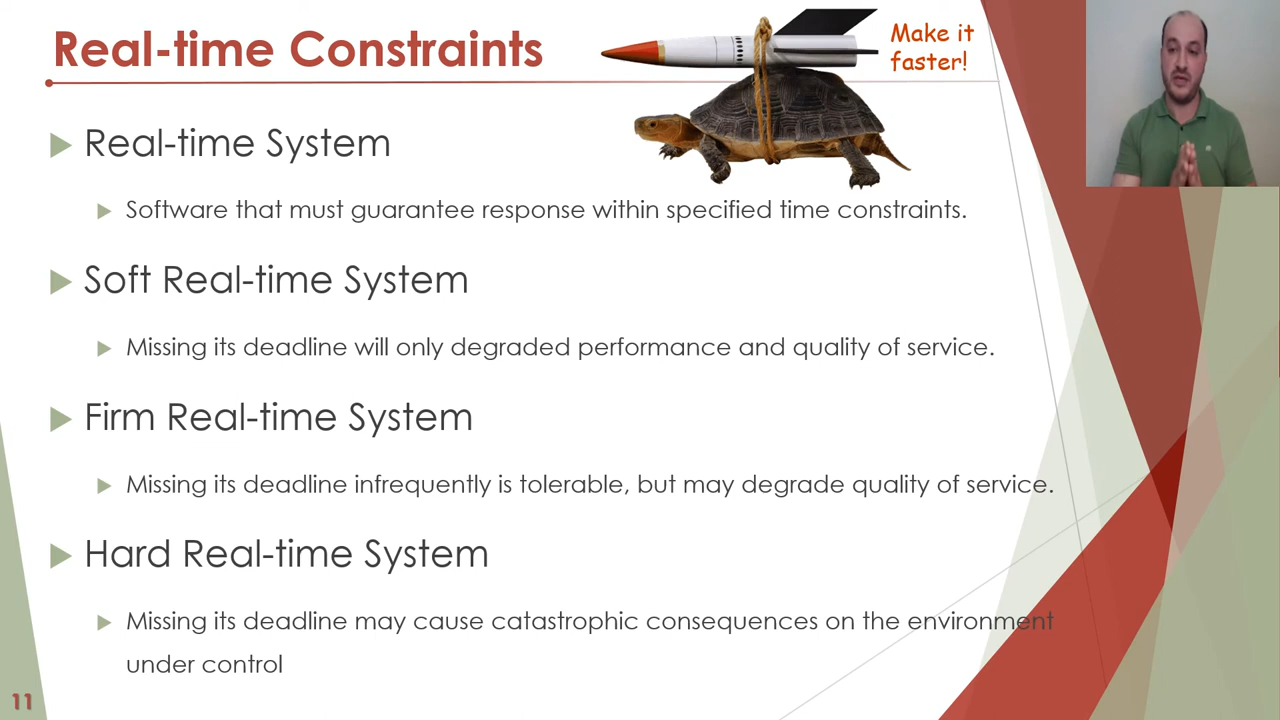 Real-time Constraints
Make it
faster!
Real-time System
Software that must guarantee response within specified time constraints.
Soft Real-time System
Missing its deadline will only degraded performance and quality of service.
Firm Real-time System
Missing its deadline infrequently is tolerable, but may degrade quality of service.
Hard Real-time System
Missing its deadline may cause catastrophic consequences on the environment
under control
11